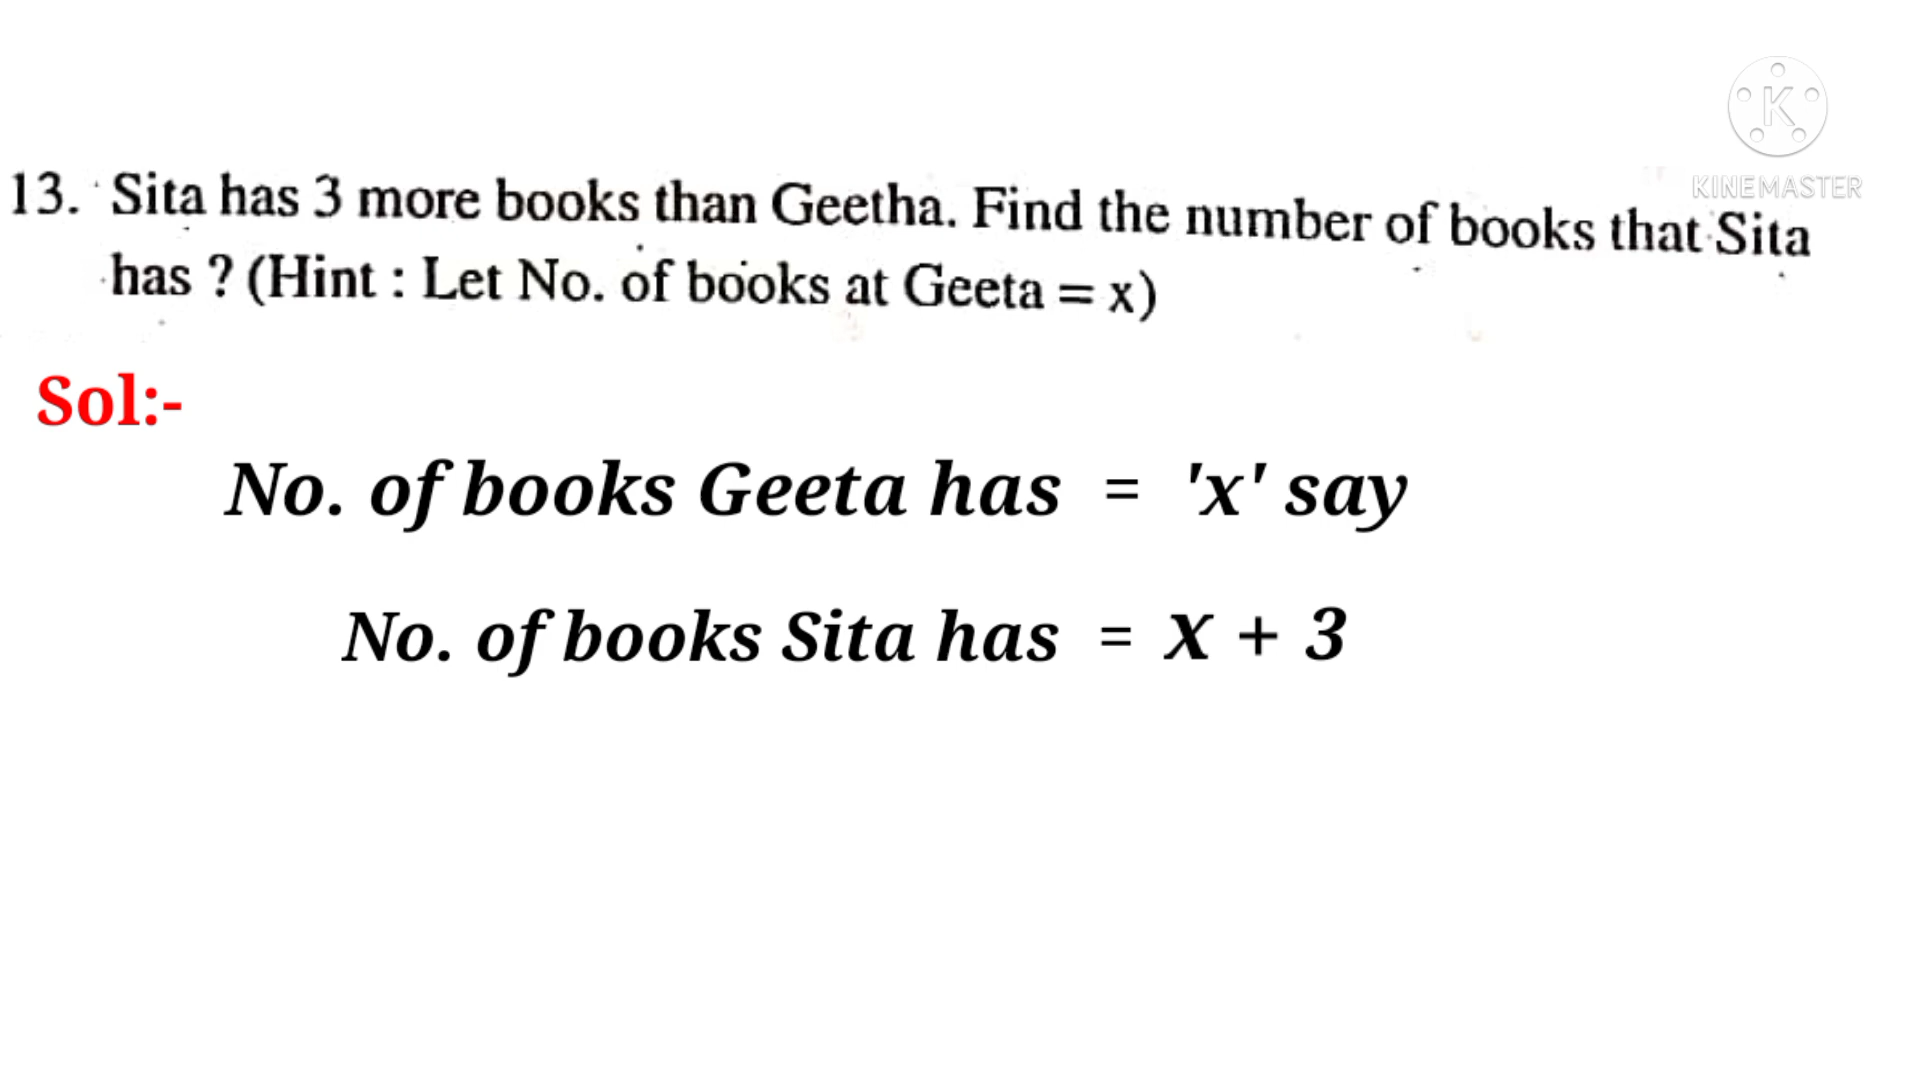 K
KINEMASTER
13. Sita has 3 more books than Geetha. Find the number of books that Sita
has ? (Hint : Let No. of books at Geeta = x)
Sol:-
No. of books Geeta has = 'x' say
No. of books Sita has = X + 3